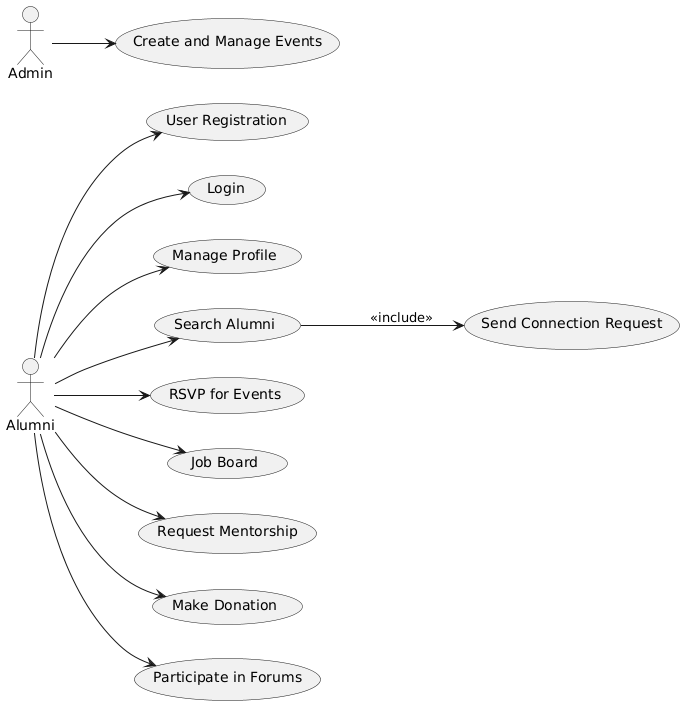 Admin
Create and Manage Events
User Registration
Login
Manage Profile
Search Alumni
«include»
Send Connection Request
Alumni
RSVP for Events
Job Board
Request Mentorship
Make Donation
Participate in Forums